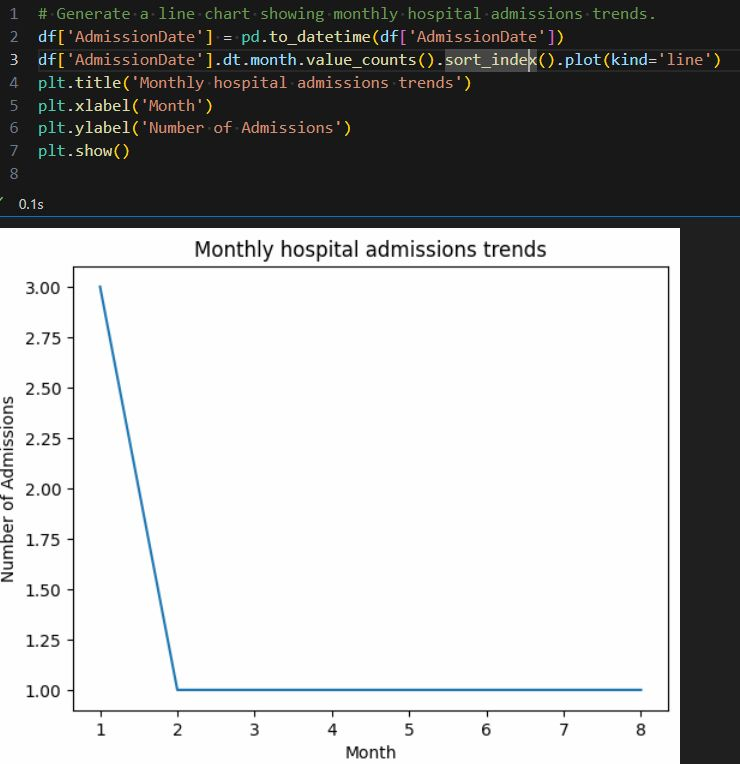 1 # Generate a line chart showing monthly hospital admissions trends.
2 df['AdmissionDate'] = pd.to_datetime(df['AdmissionDate'])
3 df['AdmissionDate'].dt.month.value_counts().sort_index().plot(kind='line')
4 plt.title('Monthly hospital admissions trends')
5 plt.xlabel('Month')
6 plt.ylabel('Number of Admissions')
7 plt.show()
8
0.1s
Monthly hospital admissions trends
3.00
2.75
2.50
2.25
2.00
1.75
1.50
1.25
1.00
Number of Admissions
1 2 3 4 5 6 7 8
Month